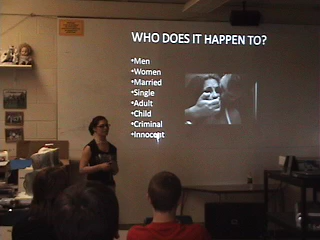 WHO DOES IT HAPPEN TO?
•Men
•Women
•Married
•Single
•Adult
•Child
•Criminal
•Innocent